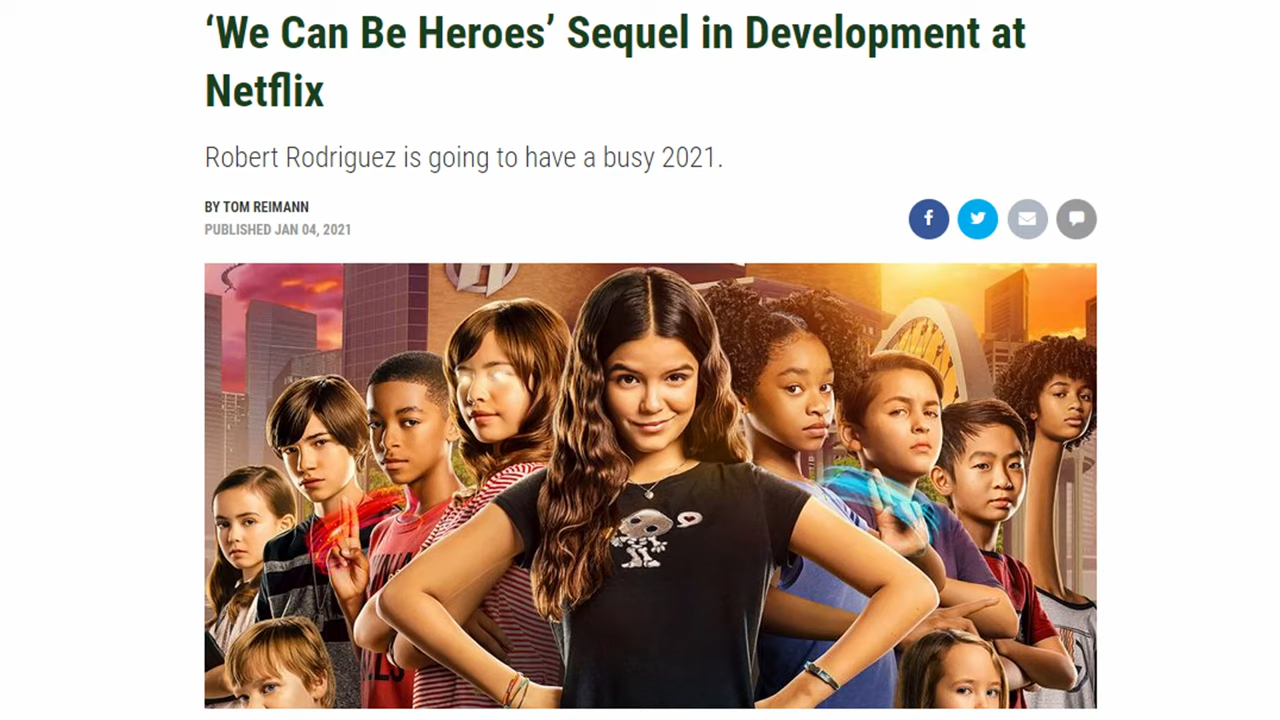 ‘We Can Be Heroes’ Sequel in Development at
Netflix
Robert Rodriguez is going to have a busy 2021.
BY TOM REIMANN
PUBLISHED JAN 04, 2021